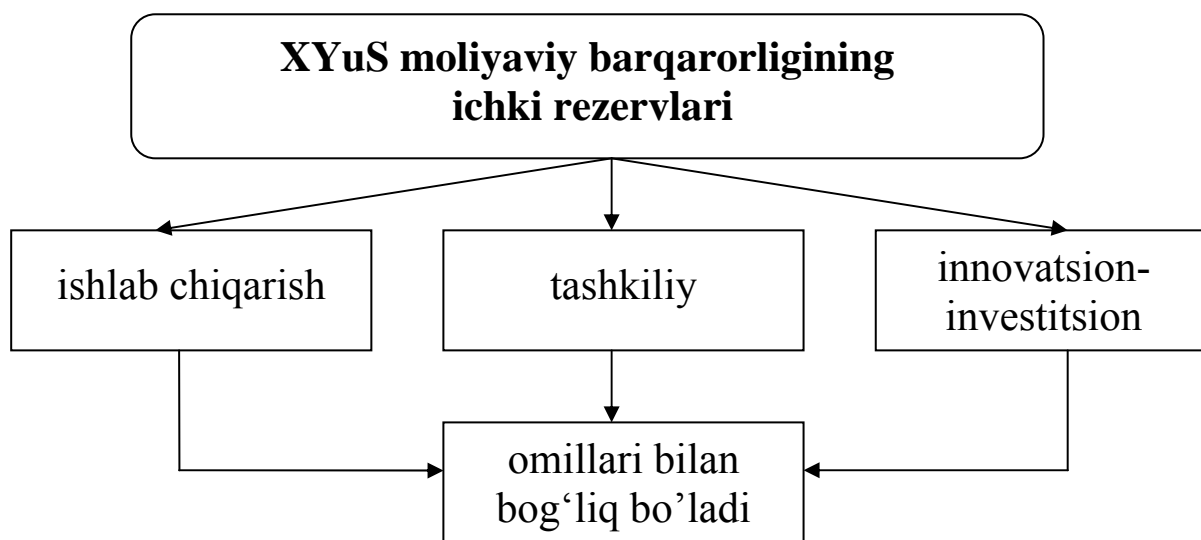 XYuS moliyaviy barqarorligining
ichki rezervlari
ishlab chiqarish
tashkiliy
innovatsion-
investitsion
omillari bilan
bog‘liq bo’ladi